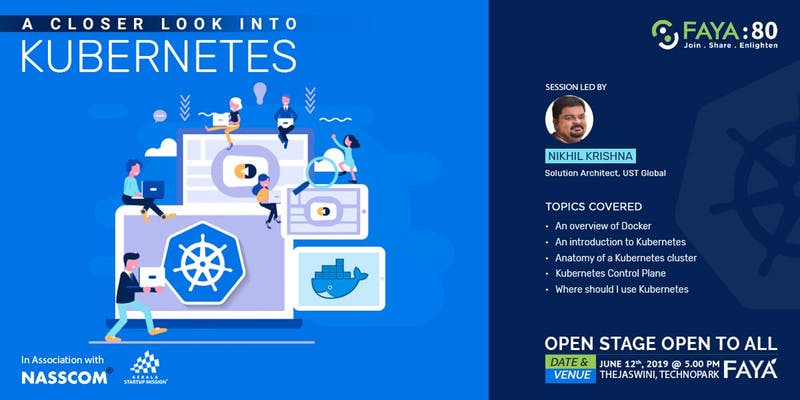 A CLOSER LOOK INTO
KUBERNETES
In Association with
NASSCOM®
KERALA
STARTUP MISSION
FAYA:80
Join . Share . Enlighten
SESSION LED BY
NIKHIL KRISHNA
Solution Architect, UST Global
TOPICS COVERED
• An overview of Docker
• An introduction to Kubernetes
• Anatomy of a Kubernetes cluster
• Kubernetes Control Plane
• Where should I use Kubernetes
OPEN STAGE OPEN TO ALL
DATE & VENUE
JUNE 12th, 2019 @ 5.00 PM
THEJASWINI, TECHNOPARK
FAYA